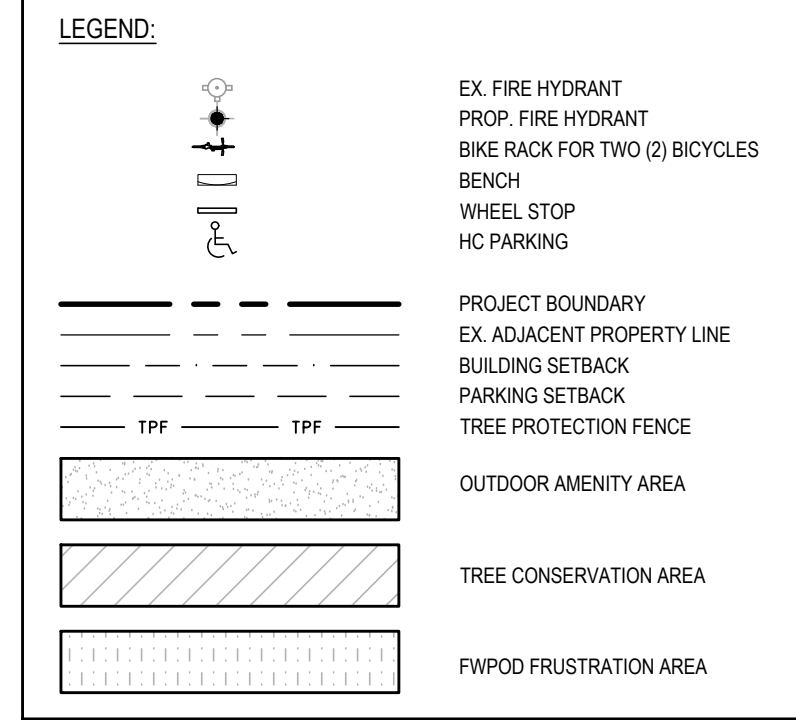 LEGEND:
EX. FIRE HYDRANT
PROP. FIRE HYDRANT
BIKE RACK FOR TWO (2) BICYCLES
BENCH
WHEEL STOP
HC PARKING
PROJECT BOUNDARY
EX. ADJACENT PROPERTY LINE
BUILDING SETBACK
PARKING SETBACK
TPF TPF TREE PROTECTION FENCE
OUTDOOR AMENITY AREA
TREE CONSERVATION AREA
FWPOD FRUSTRATION AREA